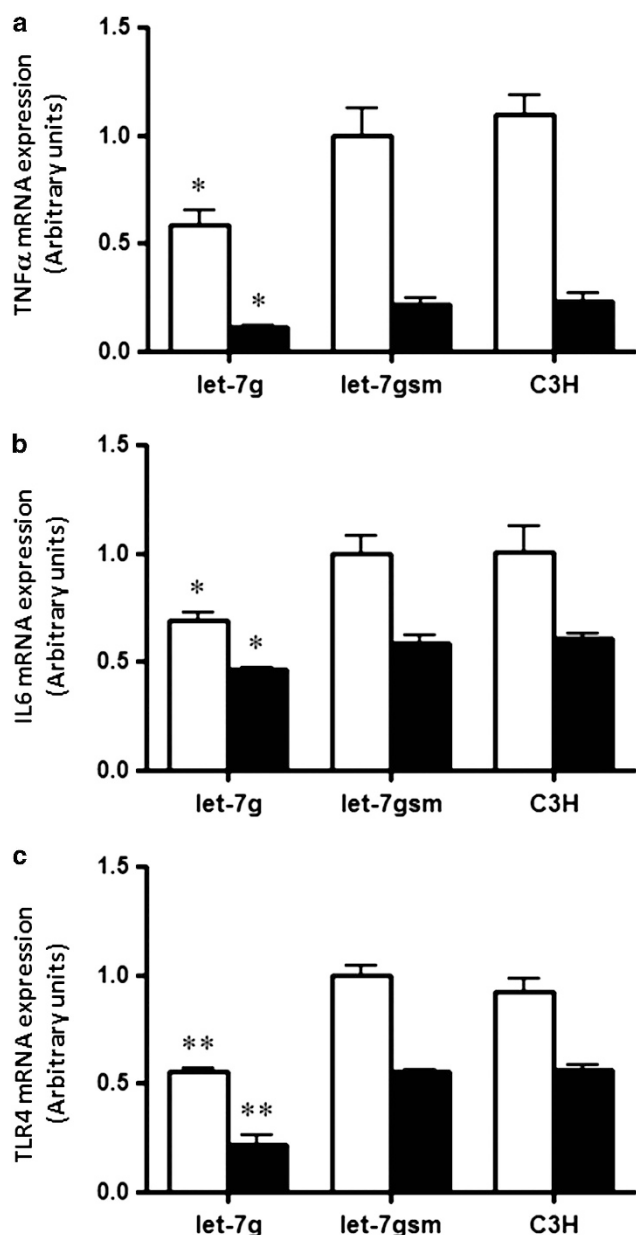 a
TNFα mRNA expression
(Arbitrary units)
1.5
1.0
0.5
0.0
*
*
let-7g let-7gsm C3H
b
IL6 mRNA expression
(Arbitrary units)
1.5
1.0
0.5
0.0
*
*
let-7g let-7gsm C3H
c
TLR4 mRNA expression
(Arbitrary units)
1.5
1.0
0.5
0.0
**
**
let-7g let-7gsm C3H